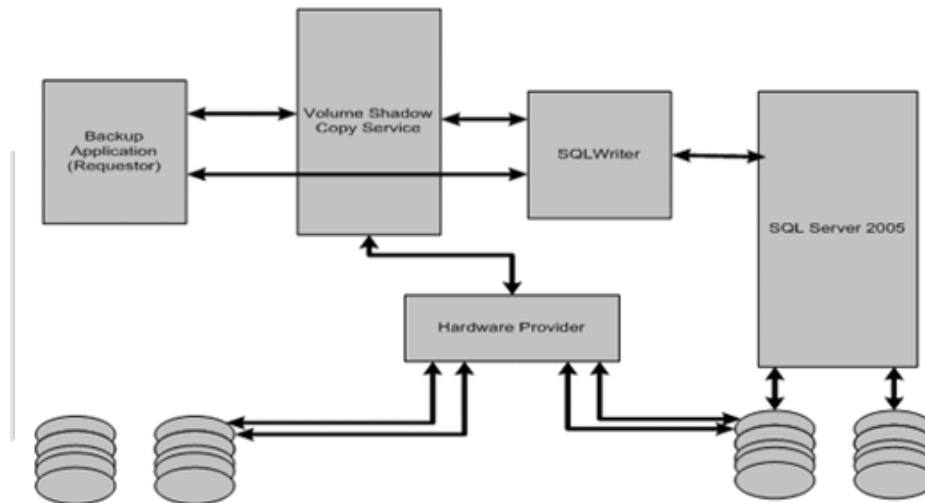 Volume Shadow
Copy Service
Backup
Application
(Requestor)
SQLWriter
SQL Server 2005
Hardware Provider